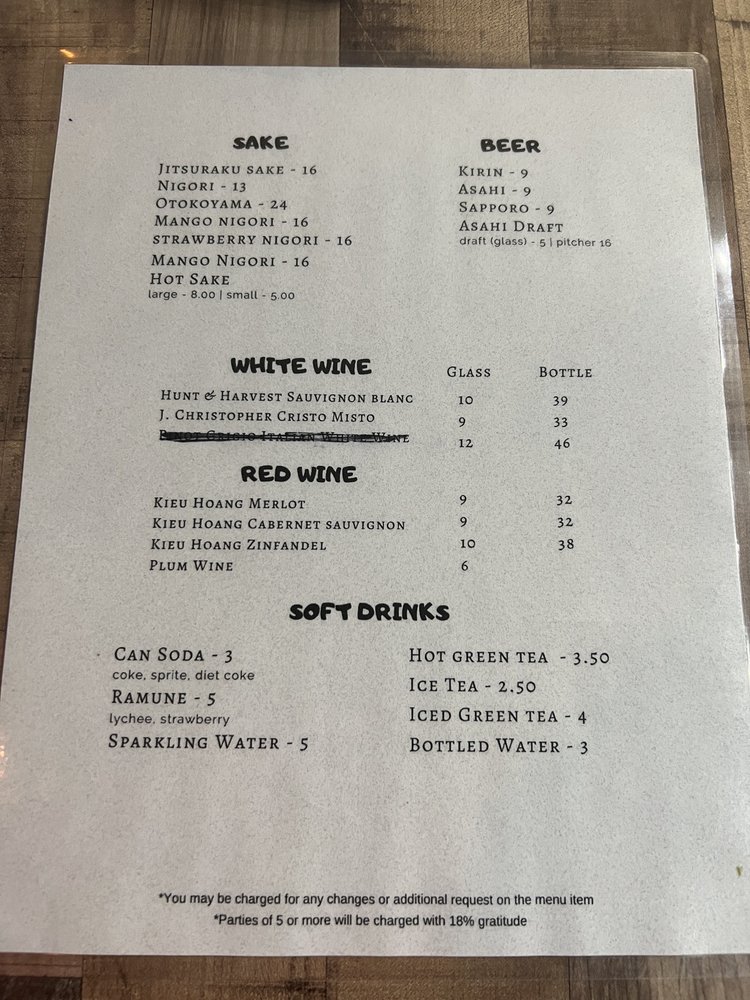 SAKE
JITSURAKU SAKE - 16
NIGORI - 13
OTOKOYAMA - 24
MANGO NIGORI - 16
STRAWBERRY NIGORI - 16
MANGO NIGORI - 16
HOT SAKE
large - 8.00 | small - 5.00
BEER
KIRIN - 9
ASAHI - 9
SAPPORO - 9
ASAHI DRAFT
draft (glass) - 5 | pitcher 16
WHITE WINE GLASS BOTTLE
HUNT & HARVEST SAUVIGNON BLANC 10 39
J. CHRISTOPHER CRISTO MISTO 9 33
PINOT GRIGIO ITALIAN WHITE WINE 12 46
RED WINE
KIEU HOANG MERLOT 9 32
KIEU HOANG CABERNET SAUVIGNON 9 32
KIEU HOANG ZINFANDEL 10 38
PLUM WINE 6
SOFT DRINKS
CAN SODA - 3
coke, sprite, diet coke
RAMUNE - 5
lychee, strawberry
SPARKLING WATER - 5
HOT GREEN TEA - 3.50
ICE TEA - 2.50
ICED GREEN TEA - 4
BOTTLED WATER - 3
*You may be charged for any changes or additional request on the menu item
*Parties of 5 or more will be charged with 18% gratitude